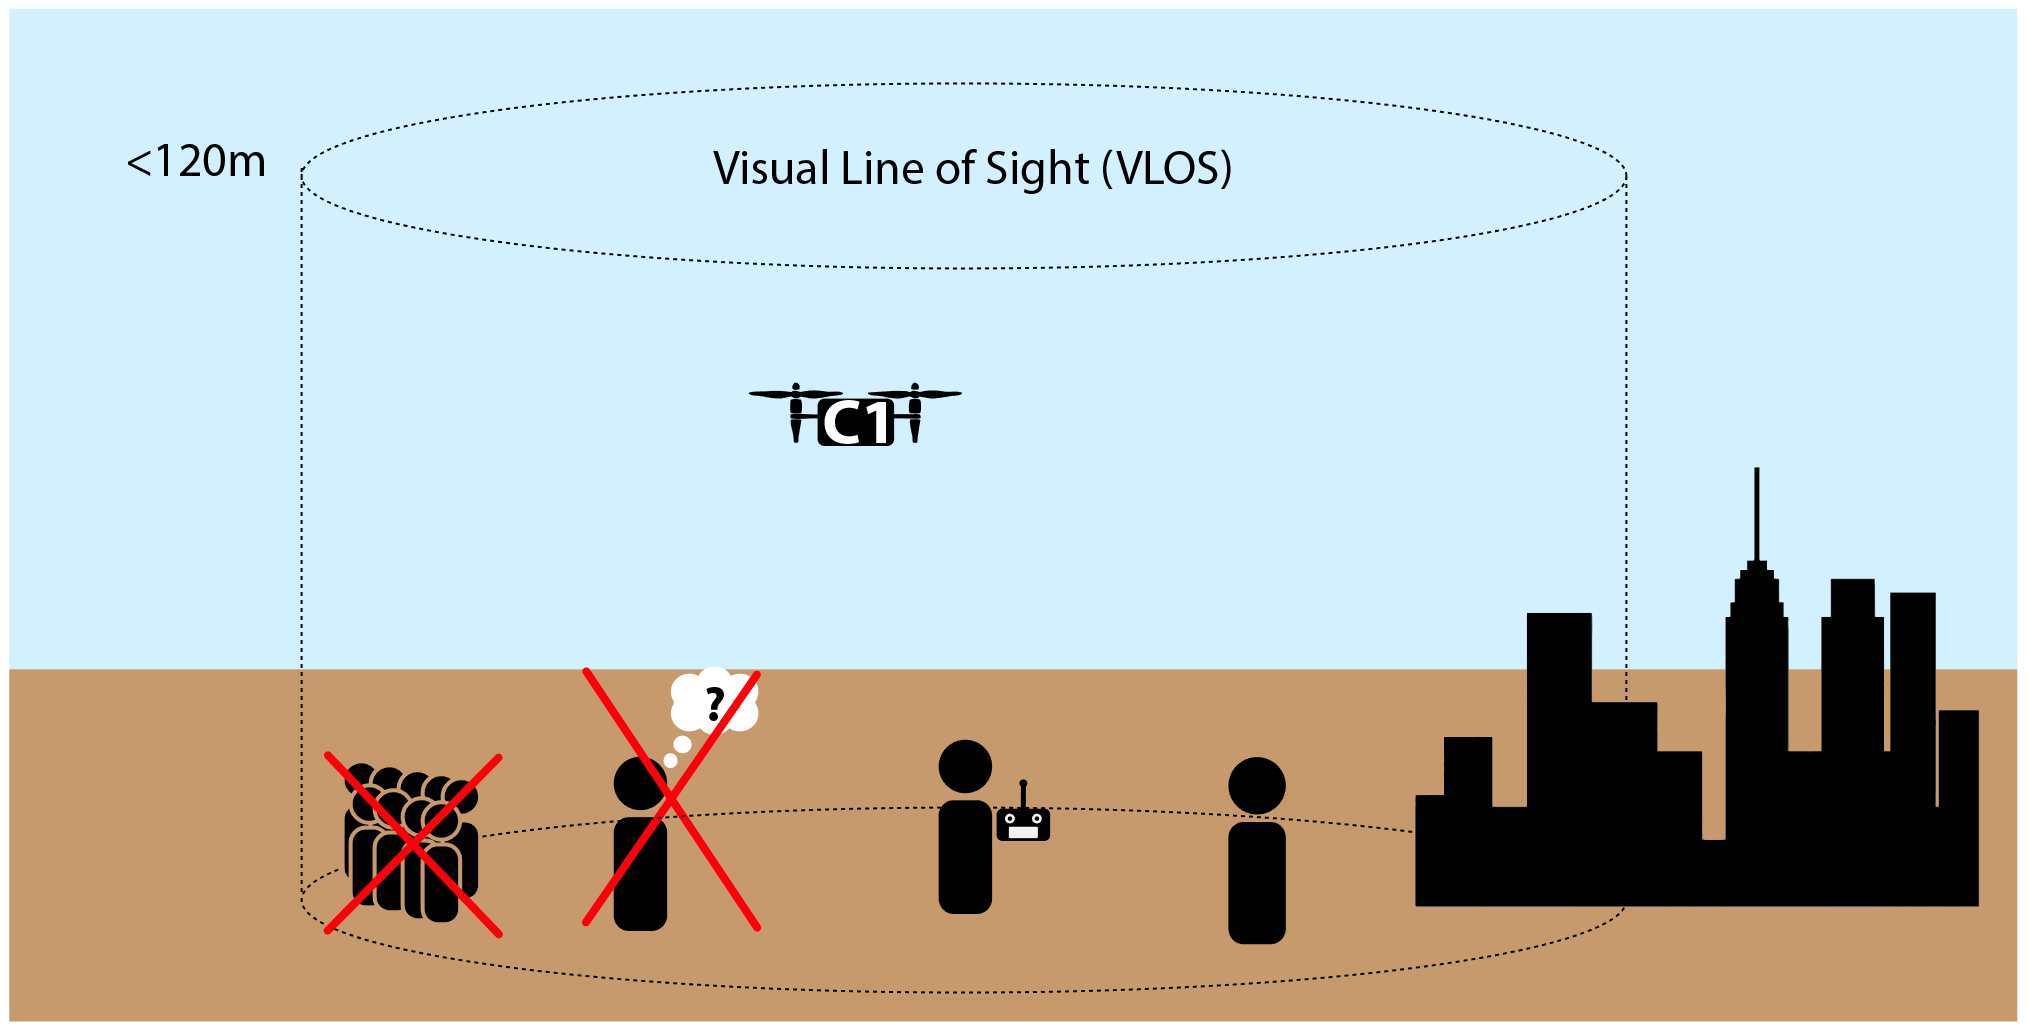 <120m
Visual Line of Sight (VLOS)
C1
?